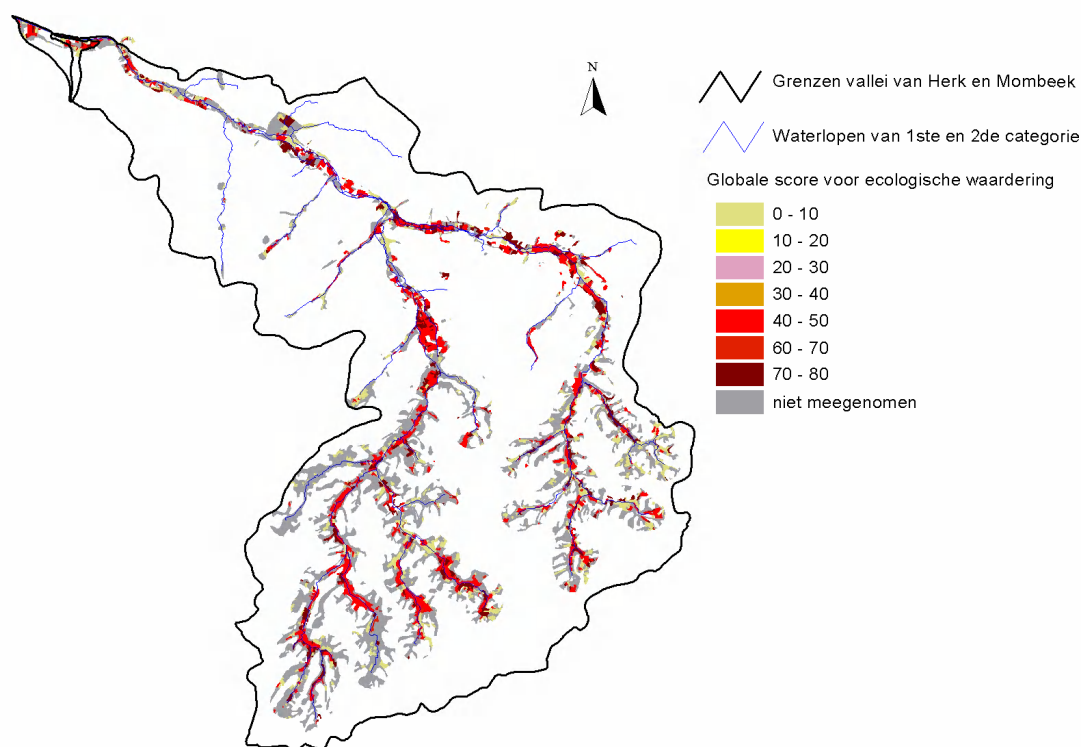 N
Grenzen vallei van Herk en Mombeek
Waterlopen van 1ste en 2de categorie
Globale score voor ecologische waardering
0 - 10
10 - 20
20 - 30
30 - 40
40 - 50
60 - 70
70 - 80
niet meegenomen